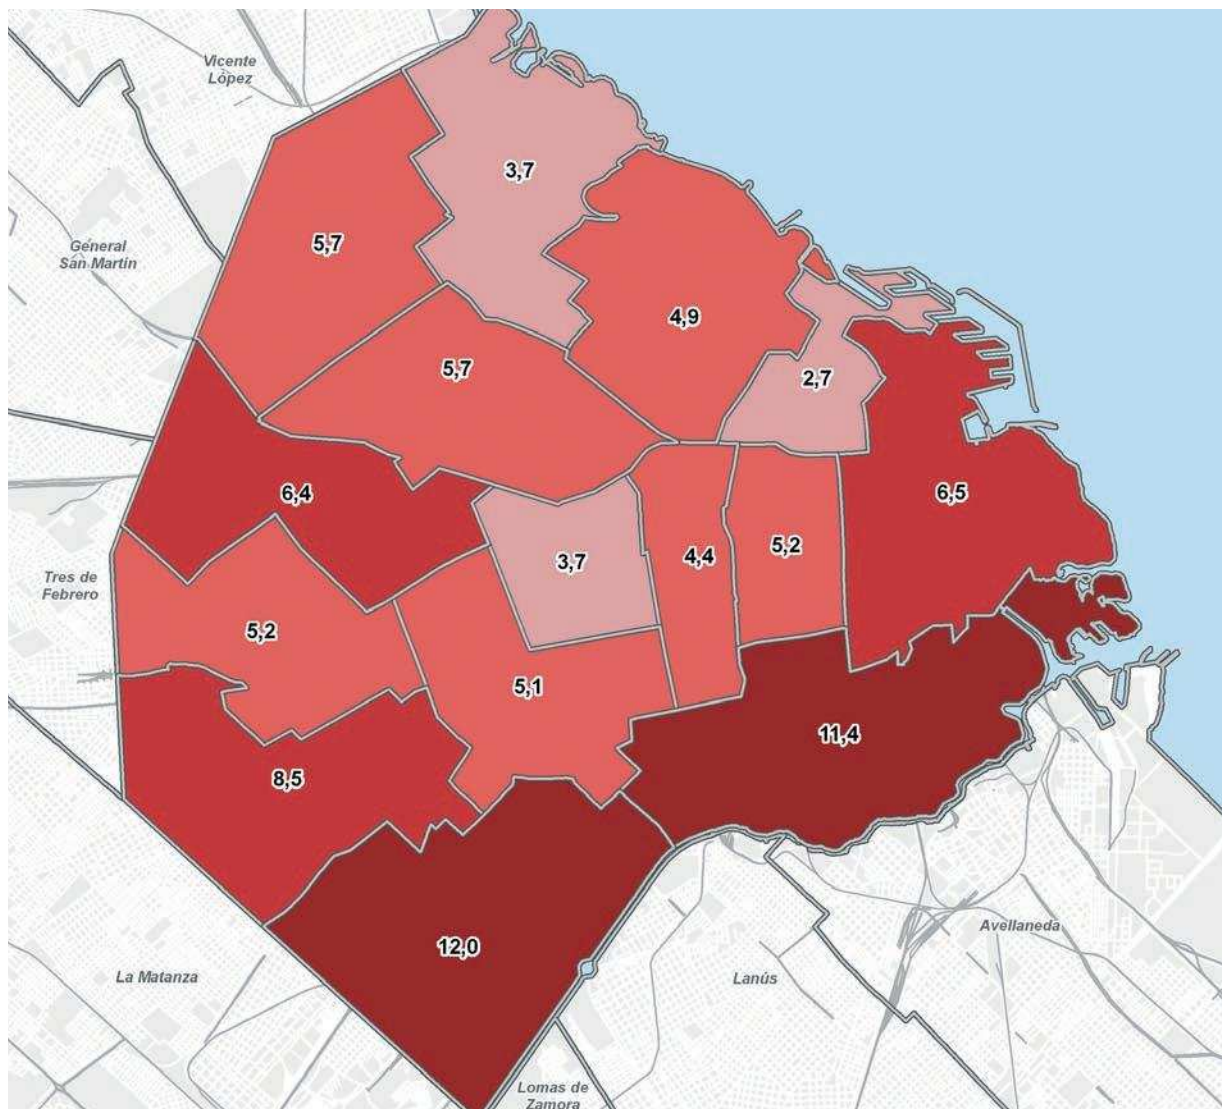 Vicente
López
3,7
General
San Martín
5,7
4,9
5,7
2,7
6,4
6,5
3,7
4,4
5,2
Tres de
Febrero
5,2
5,1
11,4
8,5
12,0
Avellaneda
La Matanza
Lanús
Lomas de
Zamora